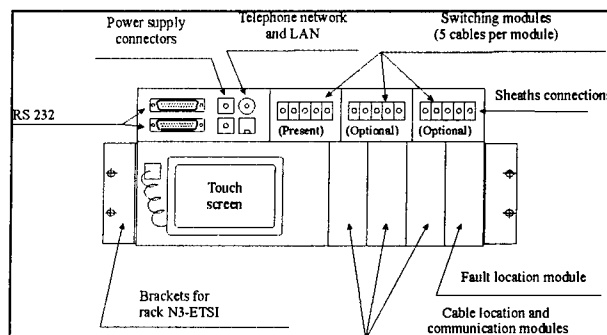 Power supply
connectors
Telephone network
and LAN
Switching modules
(5 cables per module)
RS 232
Sheaths connections
(Present)
(Optional)
(Optional)
Touch
screen
Brackets for
rack N3-ETSI
Fault location module
Cable location and
communication modules